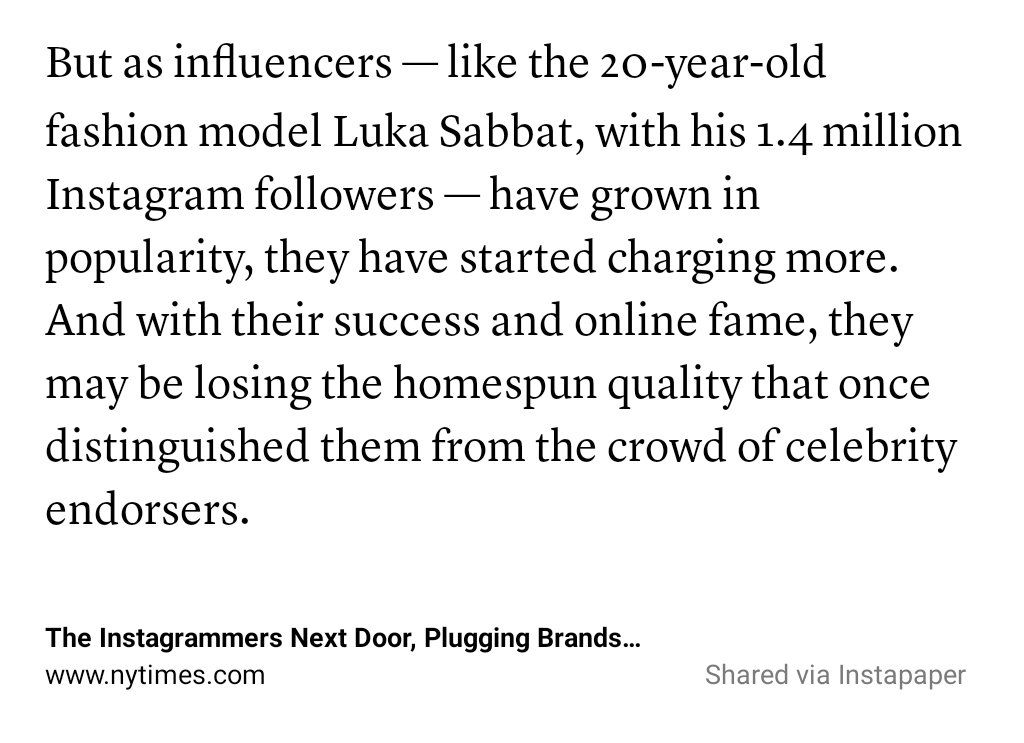 But as influencers — like the 20-year-old
fashion model Luka Sabbat, with his 1.4 million
Instagram followers — have grown in
popularity, they have started charging more.
And with their success and online fame, they
may be losing the homespun quality that once
distinguished them from the crowd of celebrity
endorsers.
The Instagrammers Next Door, Plugging Brands…
www.nytimes.com
Shared via Instapaper